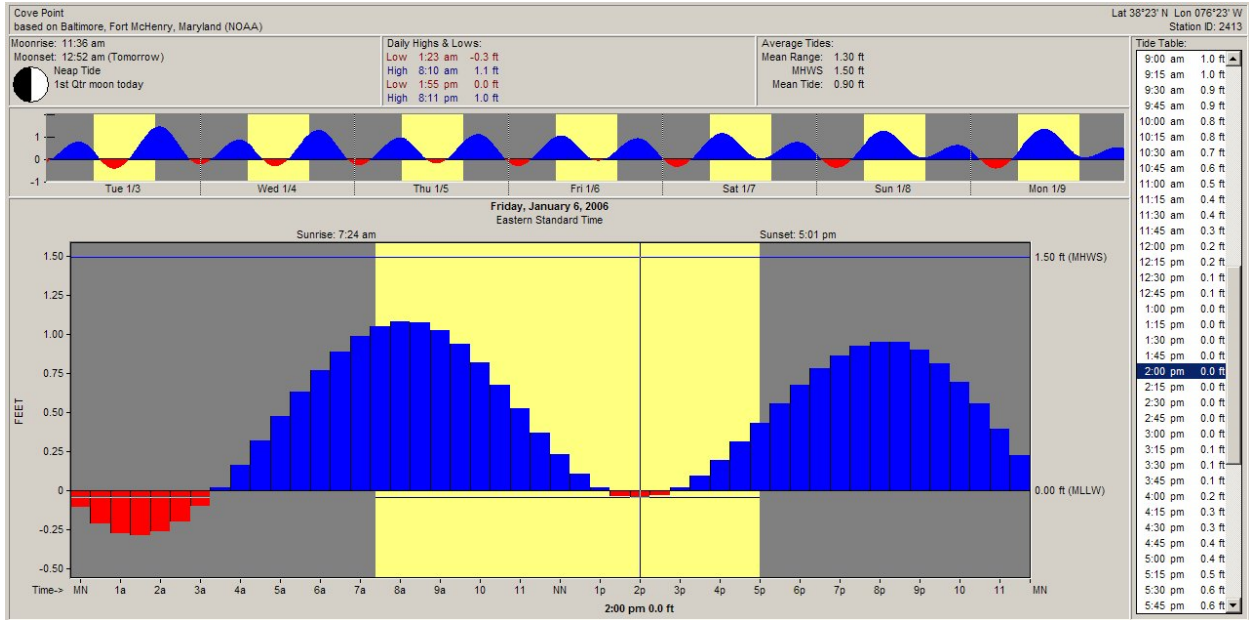 Cove Point
based on Baltimore, Fort McHenry, Maryland (NOAA)
Lat 38°23' N Lon 076°23' W
Station ID: 2413
Moonrise: 11:36 am
Moonset: 12:52 am (Tomorrow)
Neap Tide
1st Qtr moon today
Daily Highs & Lows:
Low 1:23 am -0.3 ft
High 8:10 am 1.1 ft
Low 1:55 pm 0.0 ft
High 8:11 pm 1.0 ft
Average Tides:
Mean Range: 1.30 ft
MHWS 1.50 ft
Mean Tide: 0.90 ft
1
0
-1
Tue 1/3 Wed 1/4 Thu 1/5 Fri 1/6 Sat 1/7 Sun 1/8 Mon 1/9
Friday, January 6, 2006
Eastern Standard Time
Sunrise: 7:24 am Sunset: 5:01 pm
1.50
1.25
1.00
0.75
0.50
0.25
0
-0.25
-0.50
FEET
1.50 ft (MHWS)
0.00 ft (MLLW)
Time-> MN 1a 2a 3a 4a 5a 6a 7a 8a 9a 10 11 NN 1p 2p 3p 4p 5p 6p 7p 8p 9p 10 11 MN
2:00 pm 0.0 ft
Tide Table:
9:00 am 1.0 ft
9:15 am 1.0 ft
9:30 am 0.9 ft
9:45 am 0.9 ft
10:00 am 0.8 ft
10:15 am 0.8 ft
10:30 am 0.7 ft
10:45 am 0.6 ft
11:00 am 0.5 ft
11:15 am 0.4 ft
11:30 am 0.4 ft
11:45 am 0.3 ft
12:00 pm 0.2 ft
12:15 pm 0.2 ft
12:30 pm 0.1 ft
12:45 pm 0.1 ft
1:00 pm 0.0 ft
1:15 pm 0.0 ft
1:30 pm 0.0 ft
1:45 pm 0.0 ft
2:00 pm 0.0 ft
2:15 pm 0.0 ft
2:30 pm 0.0 ft
2:45 pm 0.0 ft
3:00 pm 0.0 ft
3:15 pm 0.1 ft
3:30 pm 0.1 ft
3:45 pm 0.1 ft
4:00 pm 0.2 ft
4:15 pm 0.3 ft
4:30 pm 0.3 ft
4:45 pm 0.4 ft
5:00 pm 0.4 ft
5:15 pm 0.5 ft
5:30 pm 0.6 ft
5:45 pm 0.6 ft